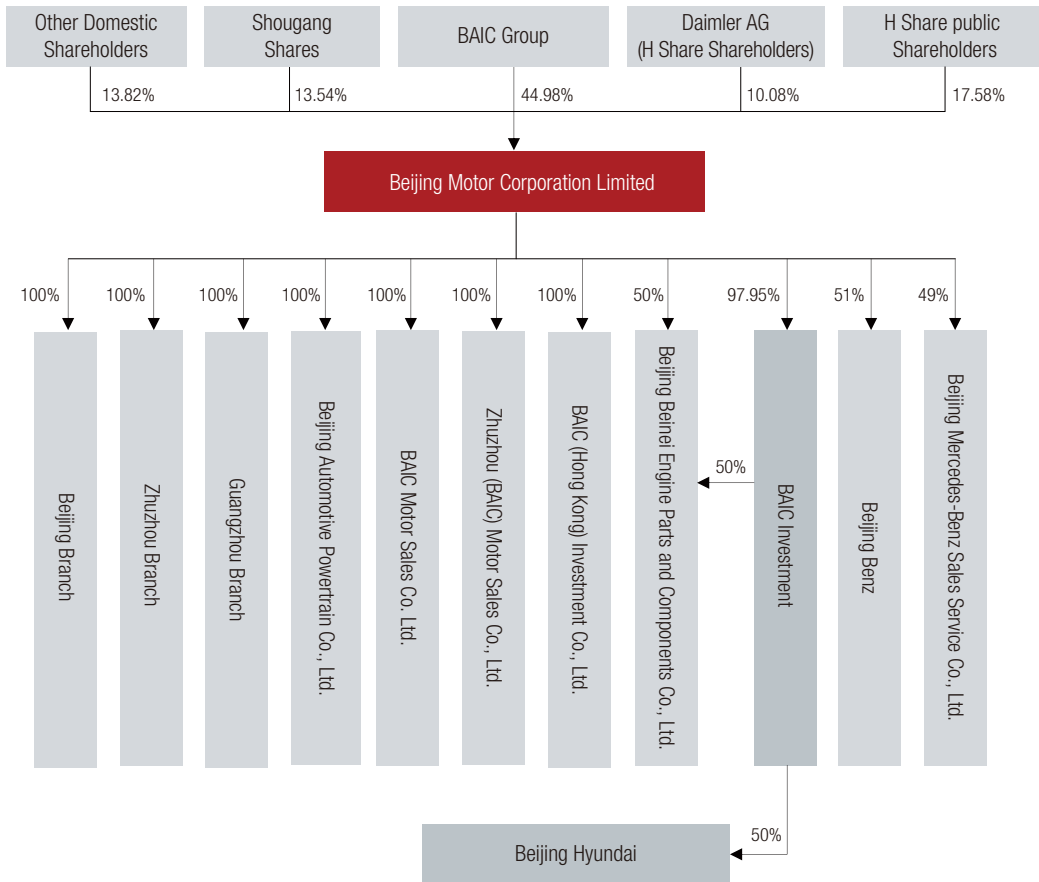 Other Domestic
Shareholders
Shougang
Shares
BAIC Group
Daimler AG
(H Share Shareholders)
H Share public
Shareholders
13.82%
13.54%
44.98%
10.08%
17.58%
Beijing Motor Corporation Limited
100%
100%
100%
100%
100%
100%
100%
50%
97.95%
51%
49%
Beijing Branch
Zhuzhou Branch
Guangzhou Branch
Beijing Automotive Powertrain Co., Ltd.
BAIC Motor Sales Co. Ltd.
Zhuzhou (BAIC) Motor Sales Co., Ltd.
BAIC (Hong Kong) Investment Co., Ltd.
Beijing Beinei Engine Parts and Components Co., Ltd.
50%
BAIC Investment
Beijing Benz
Beijing Mercedes-Benz Sales Service Co., Ltd.
50%
Beijing Hyundai